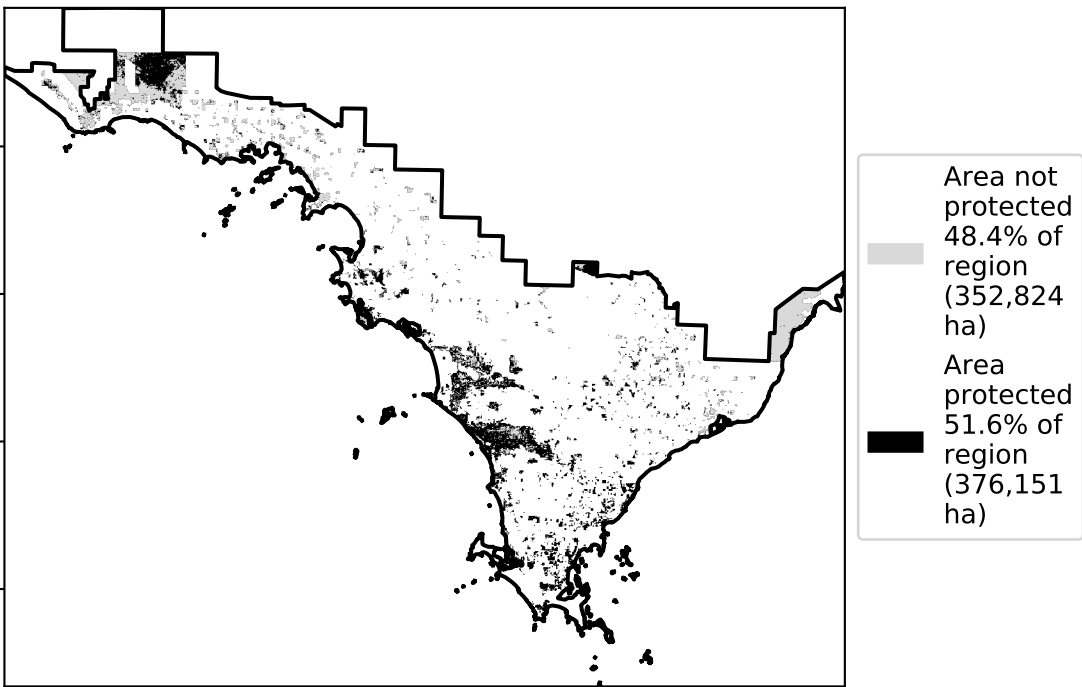 Area not
protected
48.4% of
region
(352,824
ha)
Area
protected
51.6% of
region
(376,151
ha)